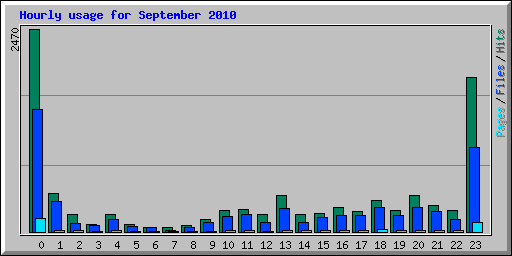 Hourly usage for September 2010
2470
Pages/Files/Hits
0 1 2 3 4 5 6 7 8 9 10 11 12 13 14 15 16 17 18 19 20 21 22 23